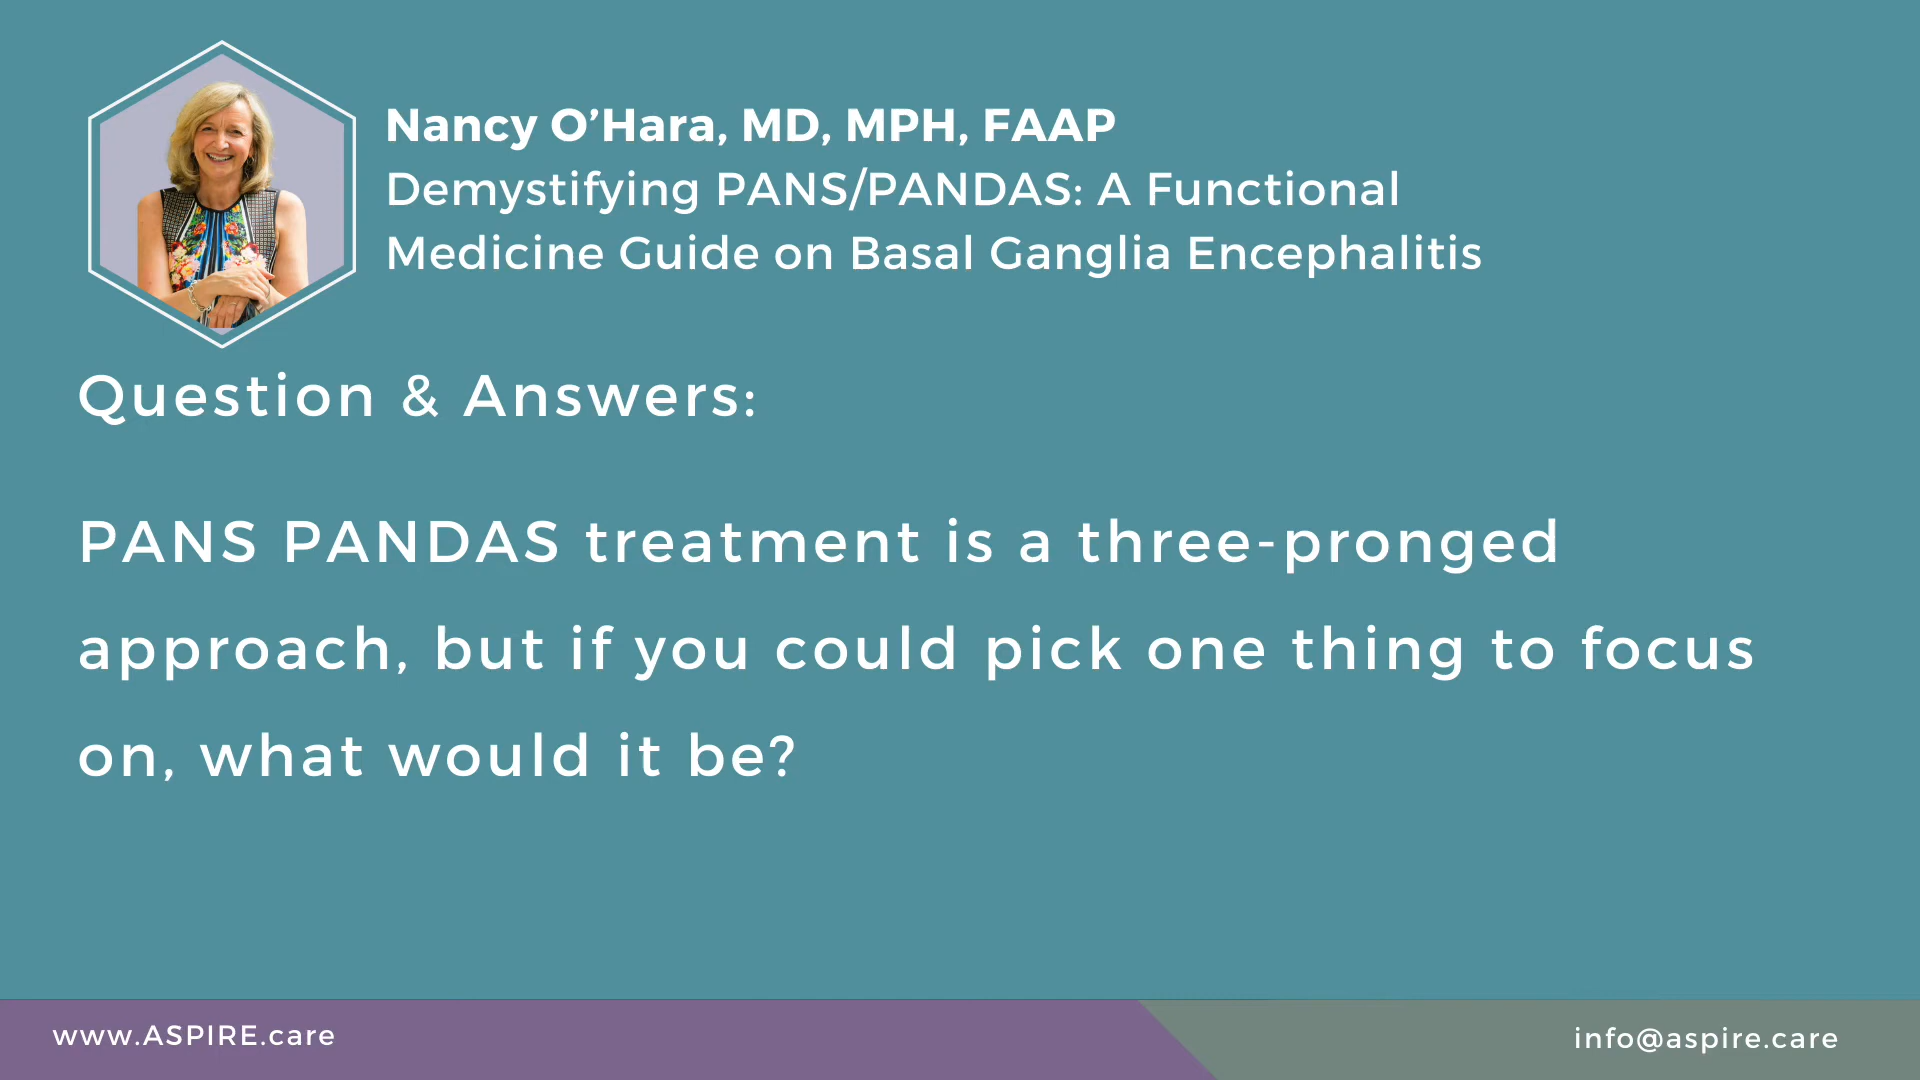 Nancy O’Hara, MD, MPH, FAAP
Demystifying PANS/PANDAS: A Functional
Medicine Guide on Basal Ganglia Encephalitis
Question & Answers:
PANS PANDAS treatment is a three-pronged
approach, but if you could pick one thing to focus
on, what would it be?
www.ASPIRE.care
info@aspire.care